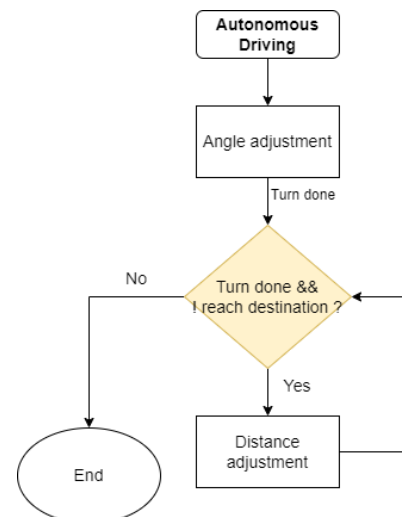 Autonomous
Driving
Angle adjustment
Turn done
No
Turn done &&
! reach destination ?
Yes
Distance
adjustment
End